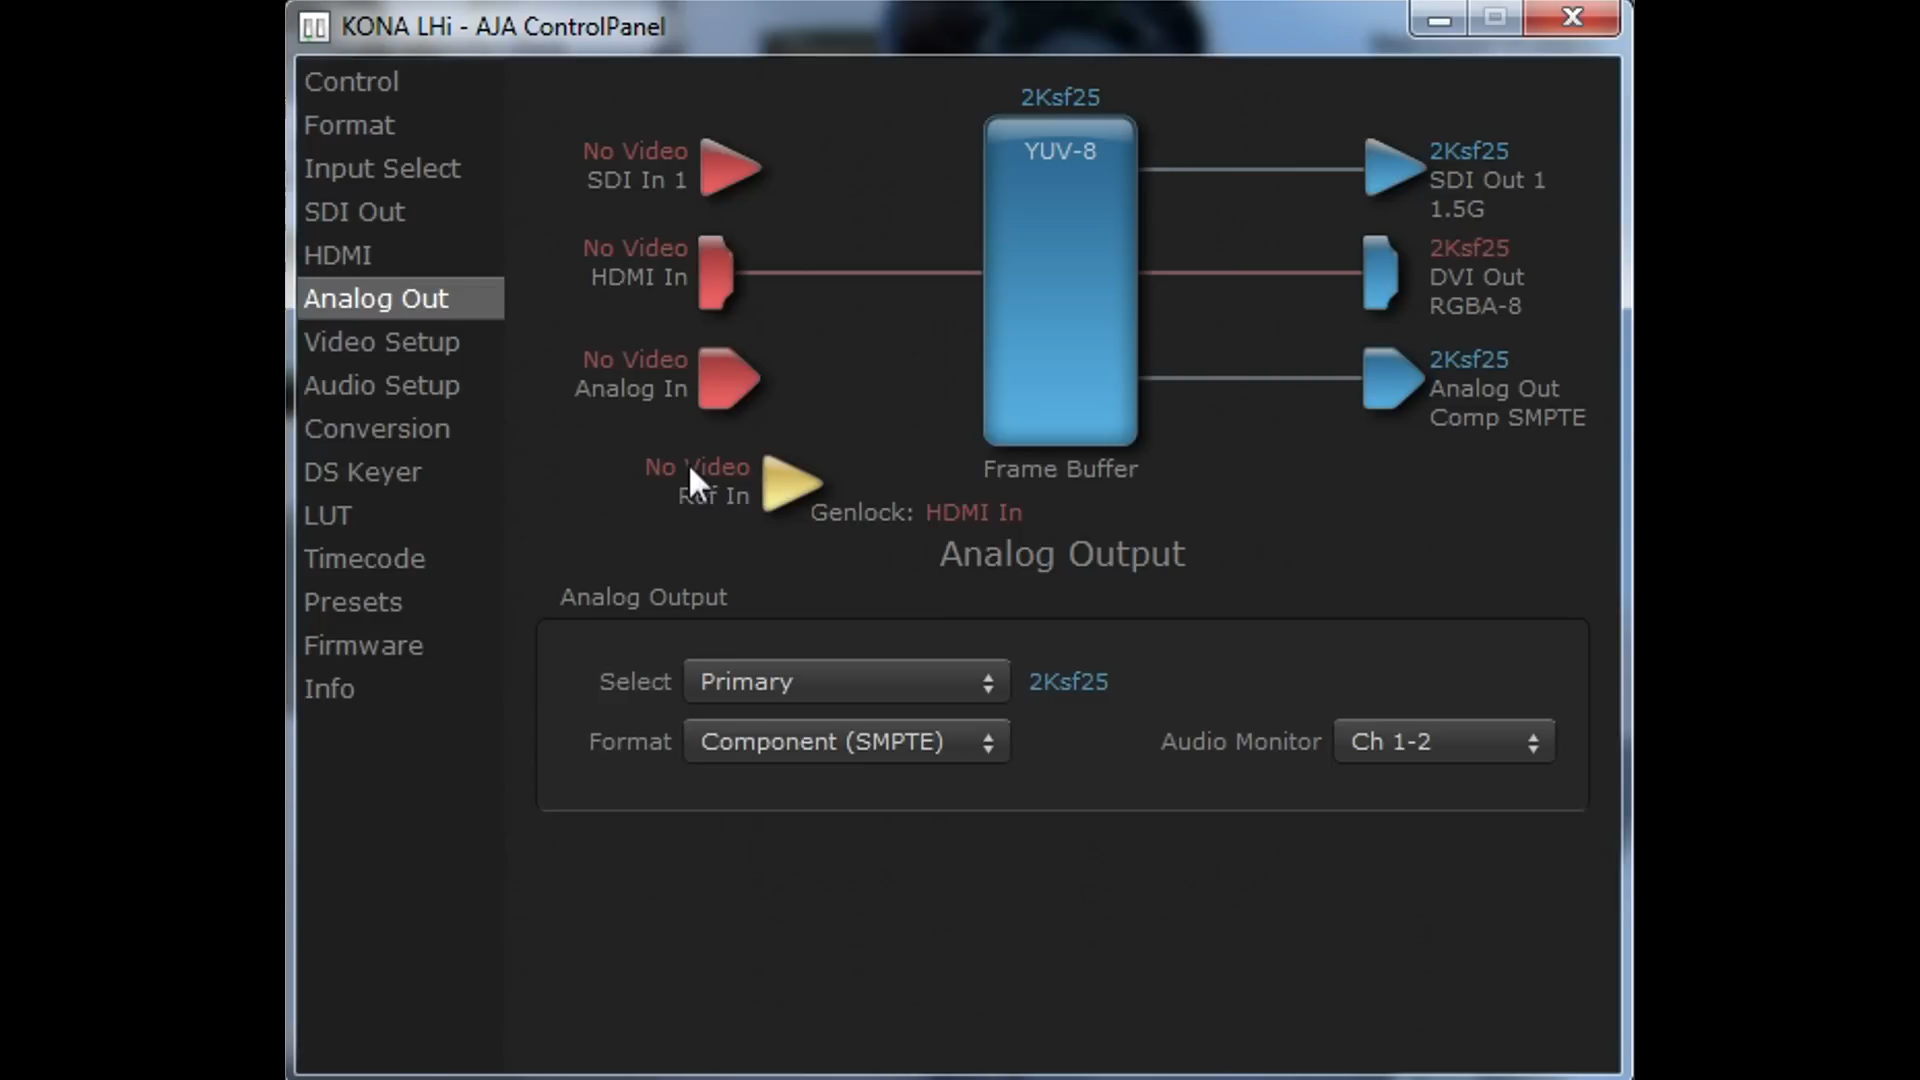 KONA LHi - AJA ControlPanel
Control
Format
Input Select
SDI Out
HDMI
Analog Out
Video Setup
Audio Setup
Conversion
DS Keyer
LUT
Timecode
Presets
Firmware
Info
No Video
SDI In 1
No Video
HDMI In
No Video
Analog In
No Video
Ref In
2Ksf25
YUV-8
Frame Buffer
Genlock: HDMI In
2Ksf25
SDI Out 1
1.5G
2Ksf25
DVI Out
RGBA-8
2Ksf25
Analog Out
Comp SMPTE
Analog Output
Analog Output
Select Primary 2Ksf25
Format Component (SMPTE) Audio Monitor Ch 1-2